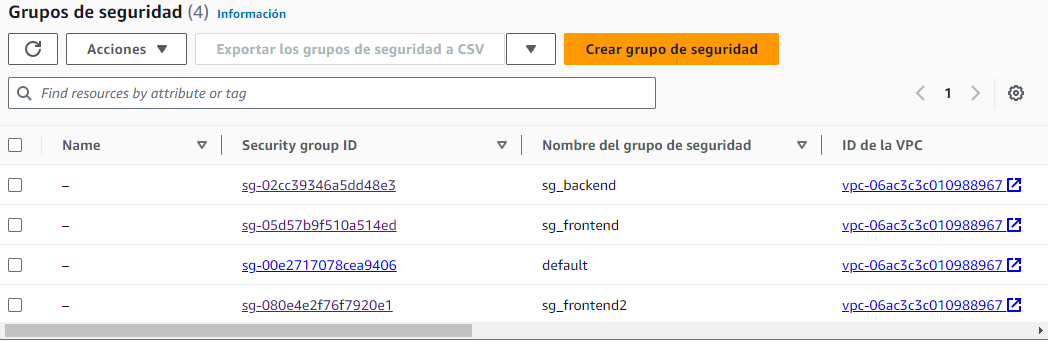 Grupos de seguridad (4) Información
Acciones Exportar los grupos de seguridad a CSV Crear grupo de seguridad
Find resources by attribute or tag 1
Name Security group ID Nombre del grupo de seguridad ID de la VPC
– sg-02cc39346a5dd48e3 sg_backend vpc-06ac3c3c010988967
– sg-05d57b9f510a514ed sg_frontend vpc-06ac3c3c010988967
– sg-00e2717078cea9406 default vpc-06ac3c3c010988967
– sg-080e4e2f76f7920e1 sg_frontend2 vpc-06ac3c3c010988967